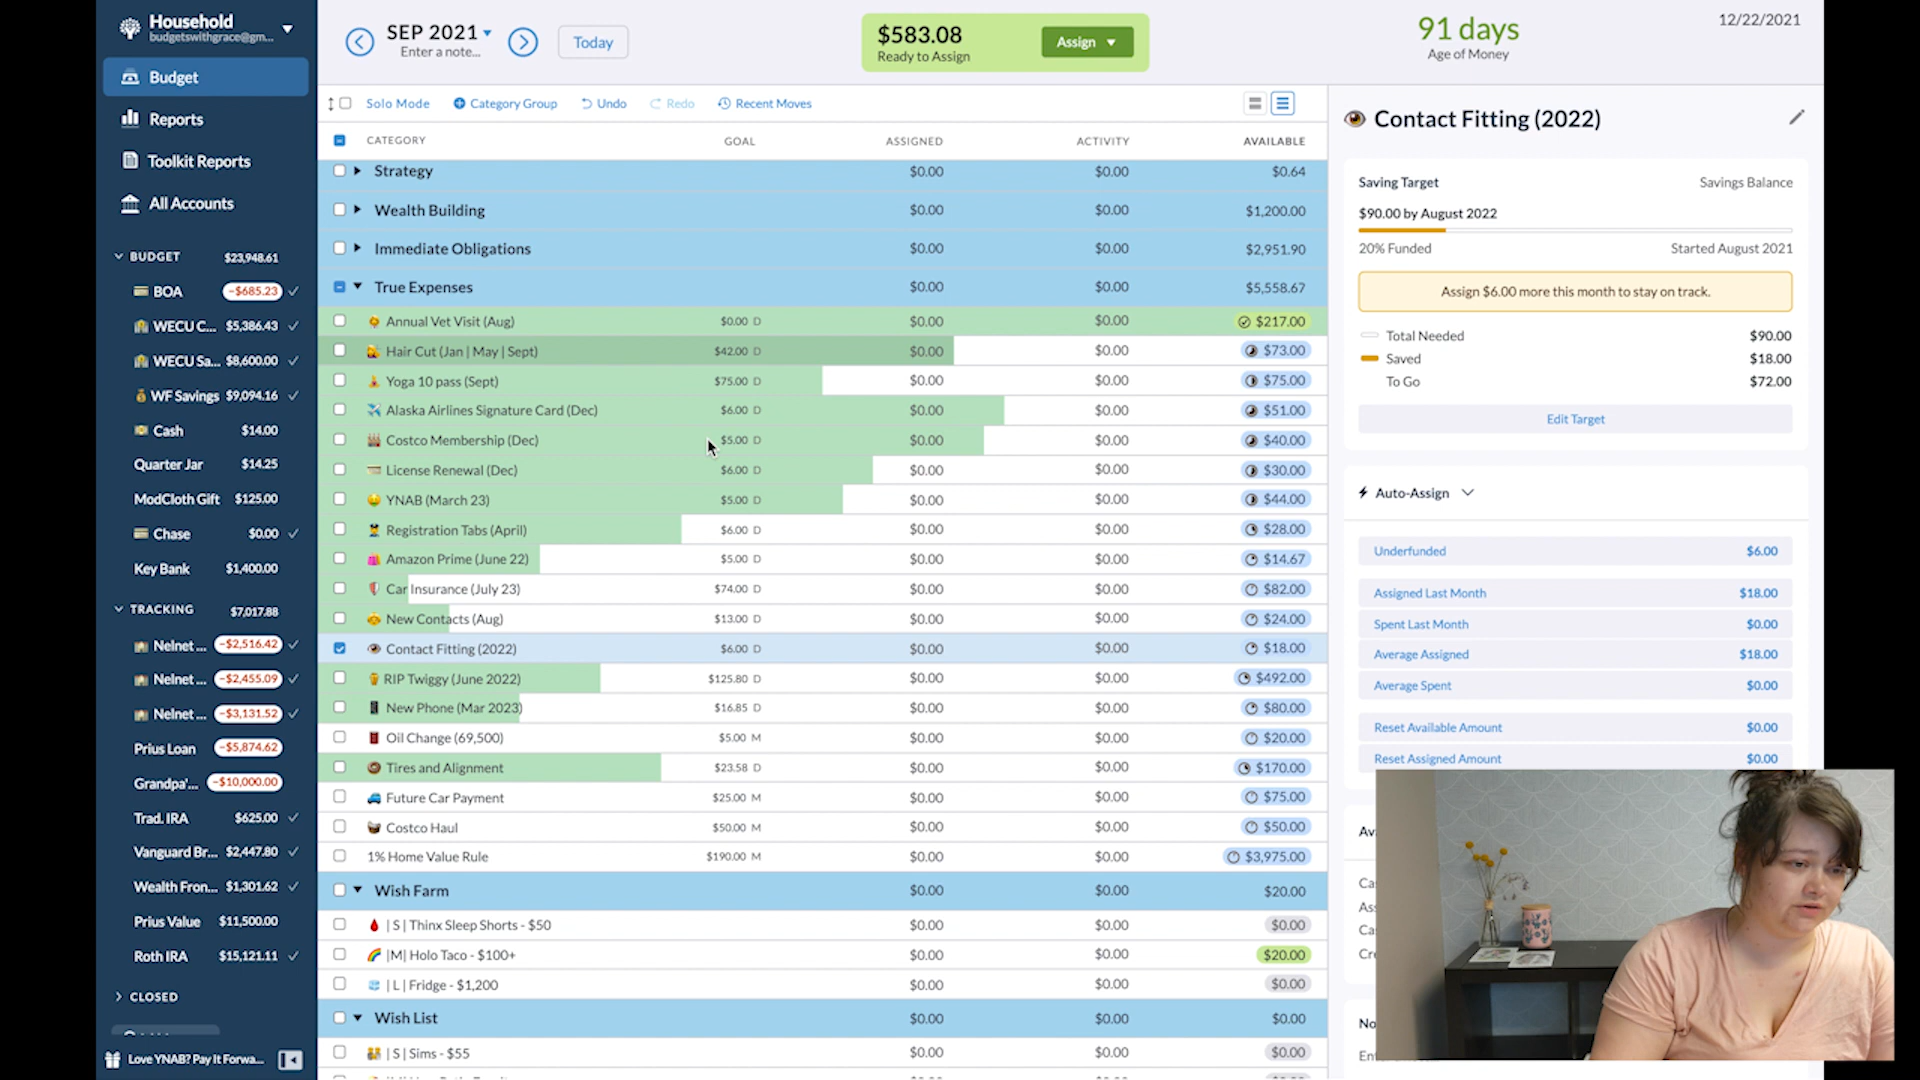 Household
budgetswithgrace@gm...
Budget
Reports
Toolkit Reports
All Accounts
BUDGET $23,948.61
BOA -$685.23
WECU C... $5,386.43
WECU Sa... $8,600.00
WF Savings $9,094.16
Cash $14.00
Quarter Jar $14.25
ModCloth Gift $125.00
Chase $0.00
Key Bank $1,400.00
TRACKING $7,017.88
Nelnet ... -$2,516.42
Nelnet ... -$2,455.09
Nelnet ... -$3,131.52
Prius Loan -$5,874.62
Grandpa'... -$10,000.00
Trad. IRA $625.00
Vanguard Br... $2,447.80
Wealth Fron... $1,301.62
Prius Value $11,500.00
Roth IRA $15,121.11
CLOSED
Love YNAB? Pay It Forwa...
SEP 2021
Enter a note...
Today
$583.08
Ready to Assign
Assign
91 days
Age of Money
12/22/2021
Solo Mode Category Group Undo Redo Recent Moves
CATEGORY GOAL ASSIGNED ACTIVITY AVAILABLE
Strategy $0.00 $0.00 $0.64
Wealth Building $0.00 $0.00 $1,200.00
Immediate Obligations $0.00 $0.00 $2,951.90
True Expenses $0.00 $0.00 $5,558.67
Annual Vet Visit (Aug) $0.00 D $0.00 $0.00 $217.00
Hair Cut (Jan | May | Sept) $42.00 D $0.00 $0.00 $73.00
Yoga 10 pass (Sept) $75.00 D $0.00 $0.00 $75.00
Alaska Airlines Signature Card (Dec) $6.00 D $0.00 $0.00 $51.00
Costco Membership (Dec) $5.00 D $0.00 $0.00 $40.00
License Renewal (Dec) $6.00 D $0.00 $0.00 $30.00
YNAB (March 23) $5.00 D $0.00 $0.00 $44.00
Registration Tabs (April) $6.00 D $0.00 $0.00 $28.00
Amazon Prime (June 22) $5.00 D $0.00 $0.00 $14.67
Car Insurance (July 23) $74.00 D $0.00 $0.00 $82.00
New Contacts (Aug) $13.00 D $0.00 $0.00 $24.00
Contact Fitting (2022) $6.00 D $0.00 $0.00 $18.00
RIP Twiggy (June 2022) $125.80 D $0.00 $0.00 $492.00
New Phone (Mar 2023) $16.85 D $0.00 $0.00 $80.00
Oil Change (69,500) $5.00 M $0.00 $0.00 $20.00
Tires and Alignment $23.58 D $0.00 $0.00 $170.00
Future Car Payment $25.00 M $0.00 $0.00 $75.00
Costco Haul $50.00 M $0.00 $0.00 $50.00
1% Home Value Rule $190.00 M $0.00 $0.00 $3,975.00
Wish Farm $0.00 $0.00 $20.00
| S | Thinx Sleep Shorts - $50 $0.00 $0.00 $0.00
|M| Holo Taco - $100+ $0.00 $0.00 $20.00
| L | Fridge - $1,200 $0.00 $0.00 $0.00
Wish List $0.00 $0.00 $0.00
| S | Sims - $55 $0.00 $0.00 $0.00
Contact Fitting (2022)
Saving Target Savings Balance
$90.00 by August 2022
20% Funded Started August 2021
Assign $6.00 more this month to stay on track.
Total Needed $90.00
Saved $18.00
To Go $72.00
Edit Target
Auto-Assign
Underfunded $6.00
Assigned Last Month $18.00
Spent Last Month $0.00
Average Assigned $18.00
Average Spent $0.00
Reset Available Amount $0.00
Reset Assigned Amount $0.00
Av
Ca
Ass
Ca
Cre
No
Ent